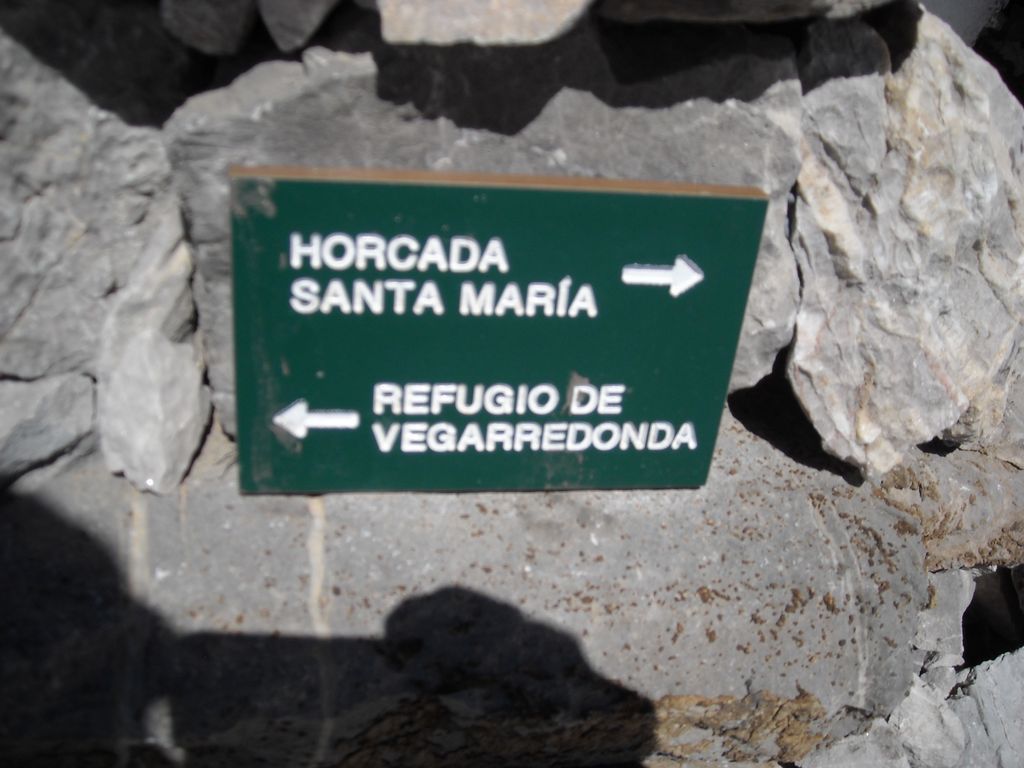 HORCADA
SANTA MARÍA
REFUGIO DE
VEGARREDONDA